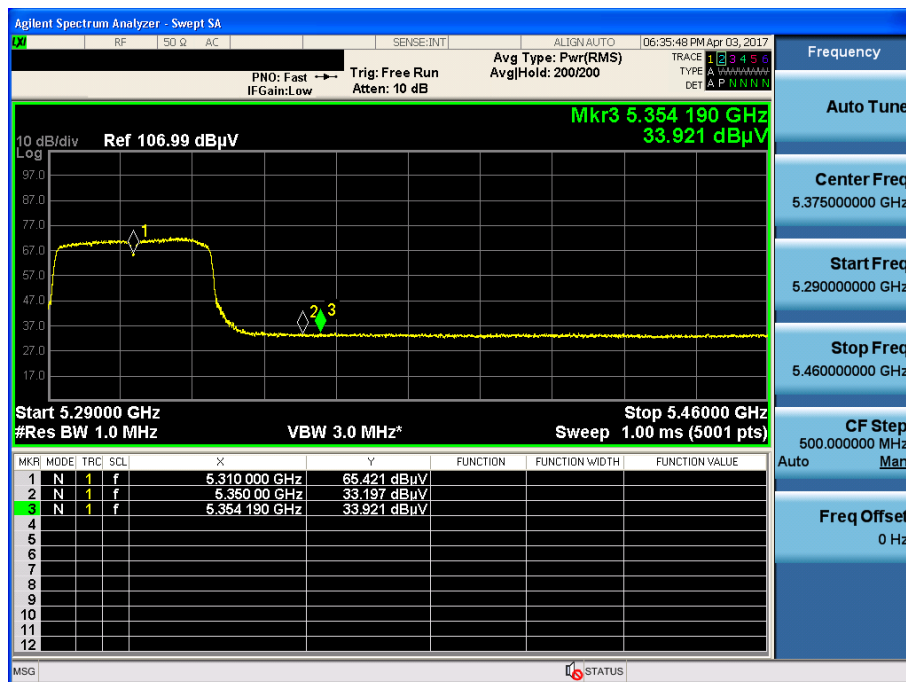 Agilent Spectrum Analyzer - Swept SA
LXI RF 50 Ω AC SENSE:INT ALIGN AUTO 06:35:48 PM Apr 03, 2017
PNO: Fast Trig: Free Run Avg Type: Pwr(RMS) TRACE 1 2 3 4 5 6
IFGain:Low Atten: 10 dB Avg|Hold: 200/200 TYPE A WWWWW
DET A P N N N N
Mkr3 5.354 190 GHz
33.921 dBµV
10 dB/div Ref 106.99 dBµV
Log
97.0
87.0
77.0
67.0
57.0
47.0
37.0
27.0
17.0
1
2
3
Start 5.29000 GHz Stop 5.46000 GHz
#Res BW 1.0 MHz VBW 3.0 MHz* Sweep 1.00 ms (5001 pts)
MKR MODE TRC SCL X Y FUNCTION FUNCTION WIDTH FUNCTION VALUE
1 N 1 f 5.310 000 GHz 65.421 dBµV
2 N 1 f 5.350 00 GHz 33.197 dBµV
3 N 1 f 5.354 190 GHz 33.921 dBµV
4
5
6
7
8
9
10
11
12
MSG STATUS
Frequency
Auto Tune
Center Freq
5.375000000 GHz
Start Freq
5.290000000 GHz
Stop Freq
5.460000000 GHz
CF Step
500.000000 MHz
Auto Man
Freq Offset
0 Hz